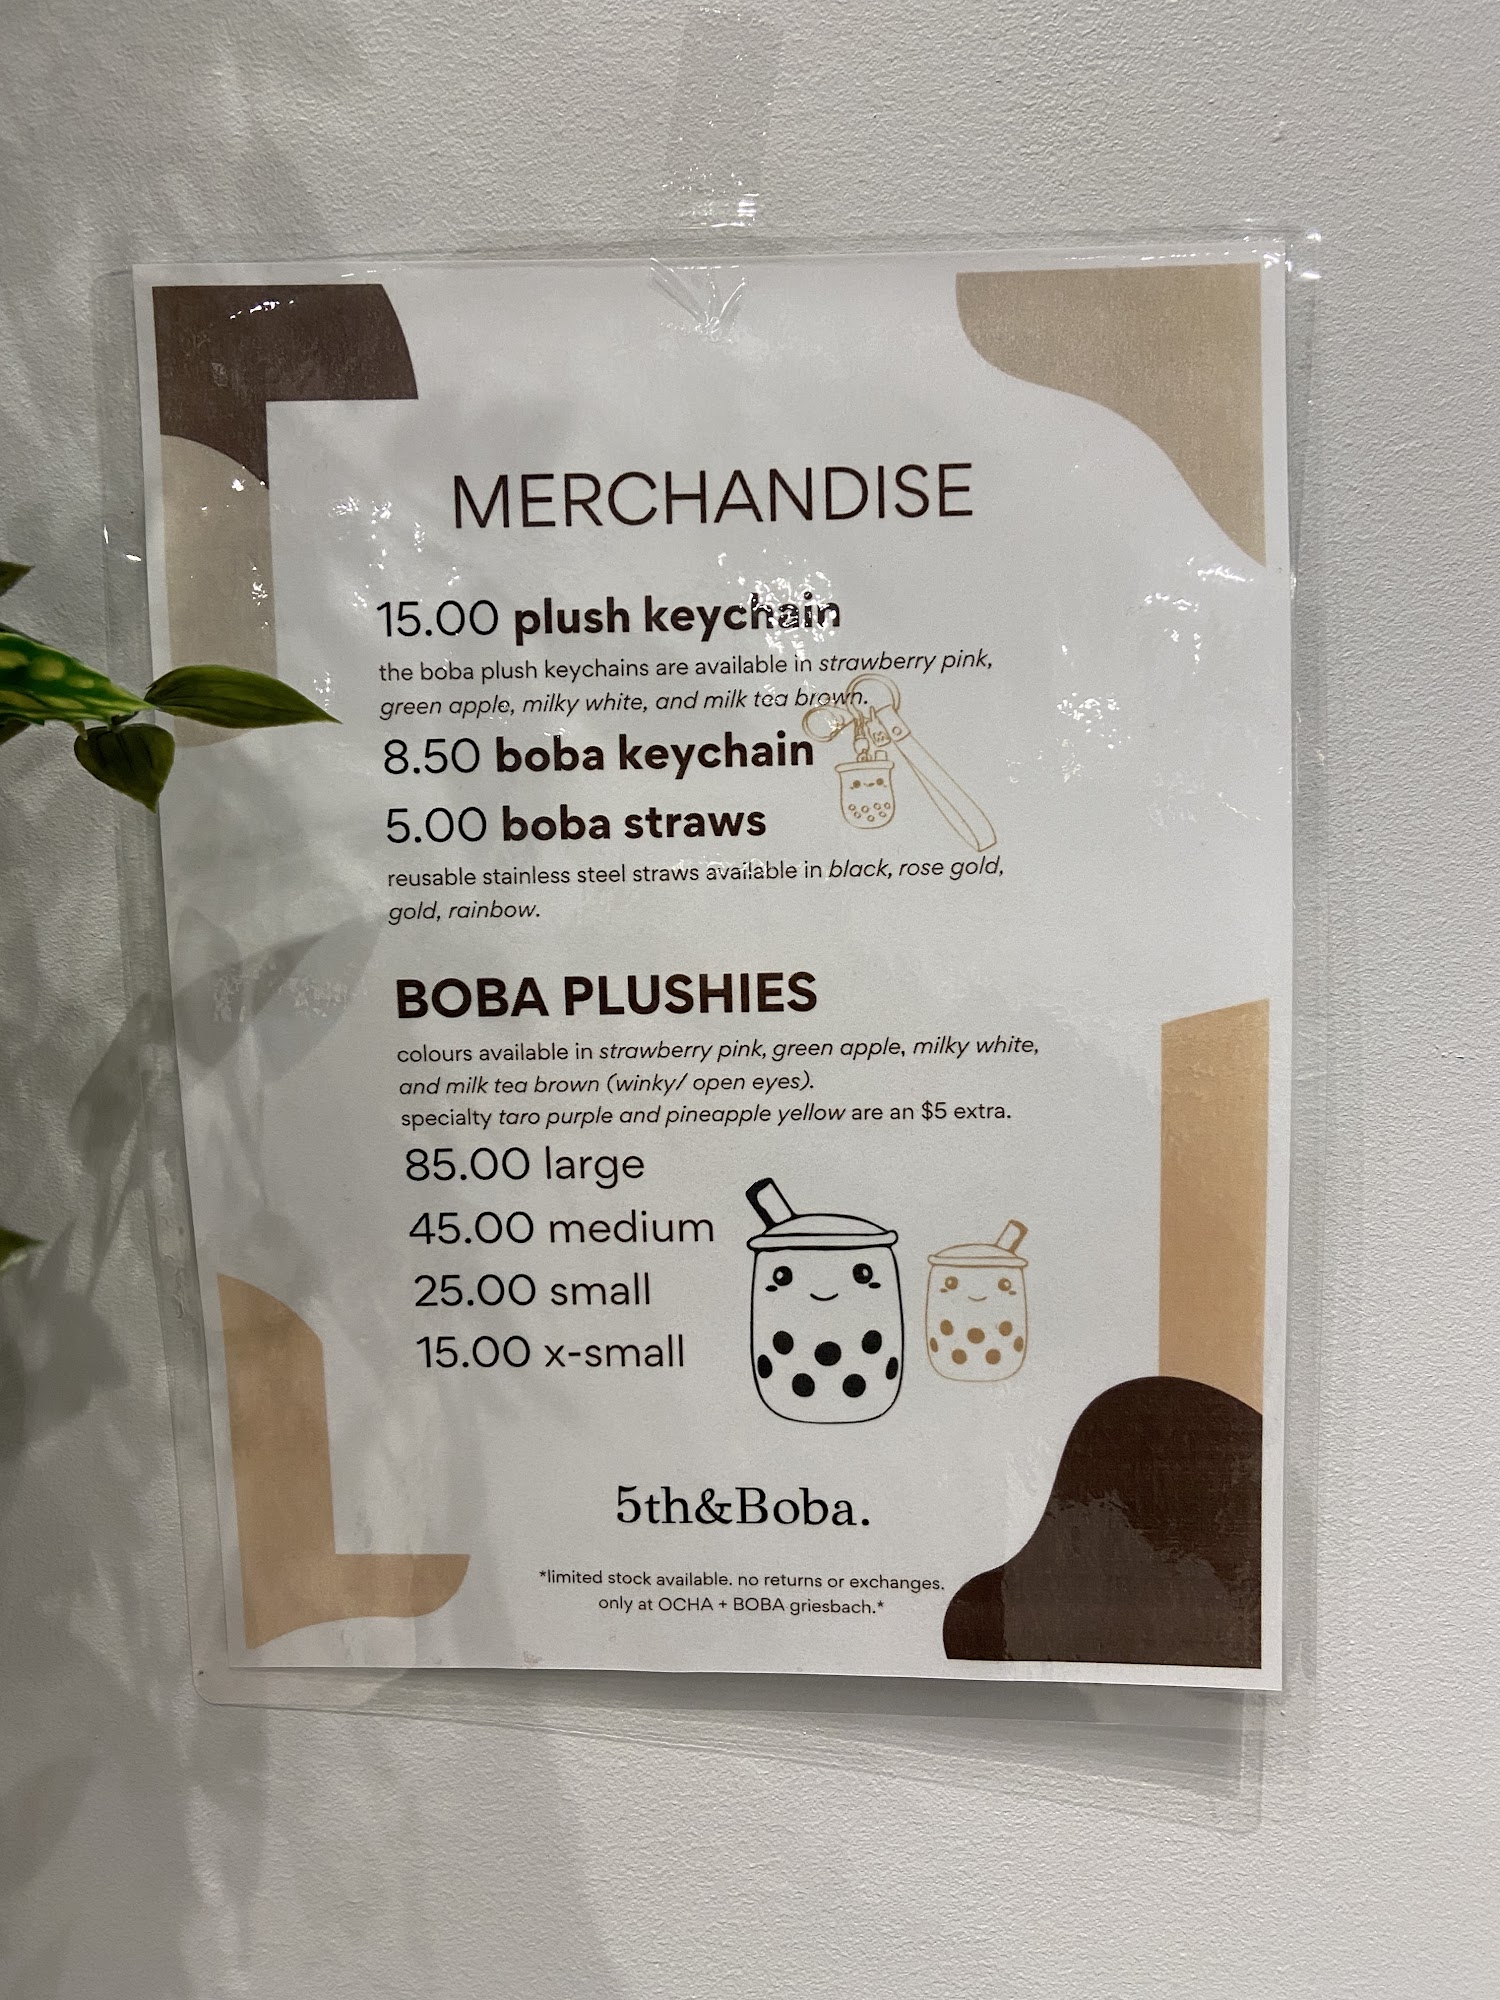 MERCHANDISE
15.00 plush keychain
the boba plush keychains are available in strawberry pink,
green apple, milky white, and milk tea brown.
8.50 boba keychain
5.00 boba straws
reusable stainless steel straws available in black, rose gold,
gold, rainbow.
BOBA PLUSHIES
colours available in strawberry pink, green apple, milky white,
and milk tea brown (winky/ open eyes).
specialty taro purple and pineapple yellow are an $5 extra.
85.00 large
45.00 medium
25.00 small
15.00 x-small
5th&Boba.
*limited stock available. no returns or exchanges.
only at OCHA + BOBA griesbach.*